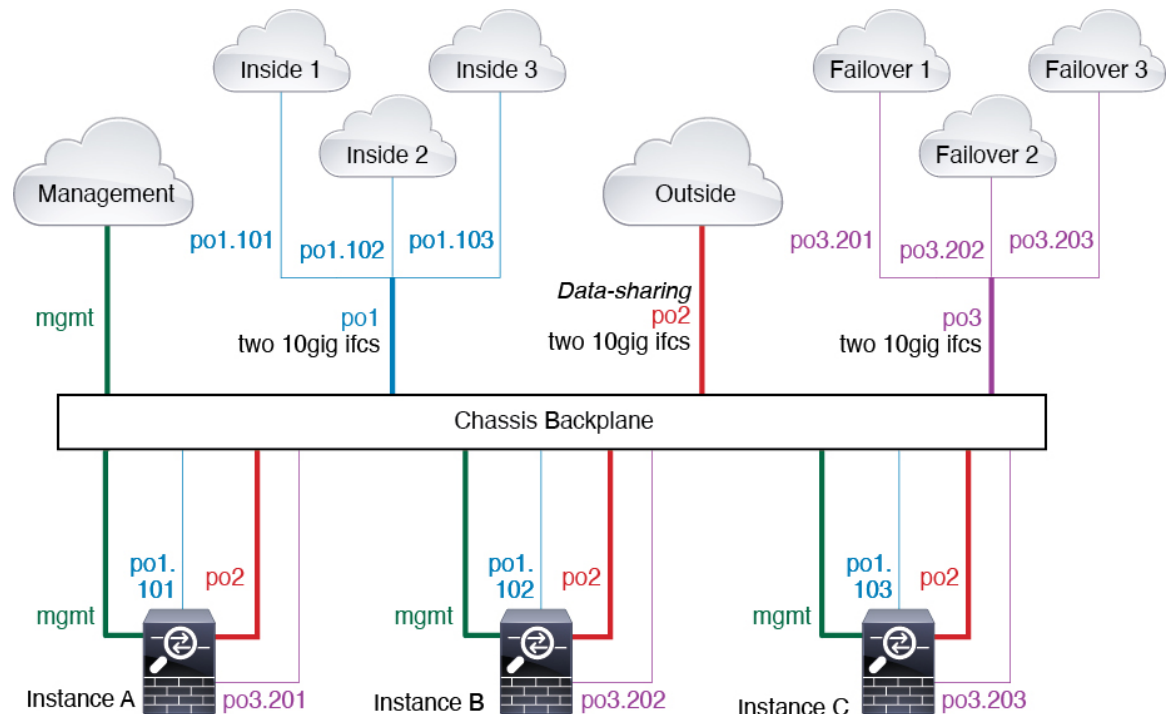 Inside 1
Inside 3
Failover 1
Failover 3
Inside 2
Failover 2
Management
Outside
po1.101
po1.102
po1.103
po3.201
po3.202
po3.203
Data-sharing
mgmt
po1
po2
po3
two 10gig ifcs
two 10gig ifcs
two 10gig ifcs
Chassis Backplane
po1.
101
po2
mgmt
Instance A
po3.201
po1.
102
po2
mgmt
Instance B
po3.202
po1.
103
po2
mgmt
Instance C
po3.203